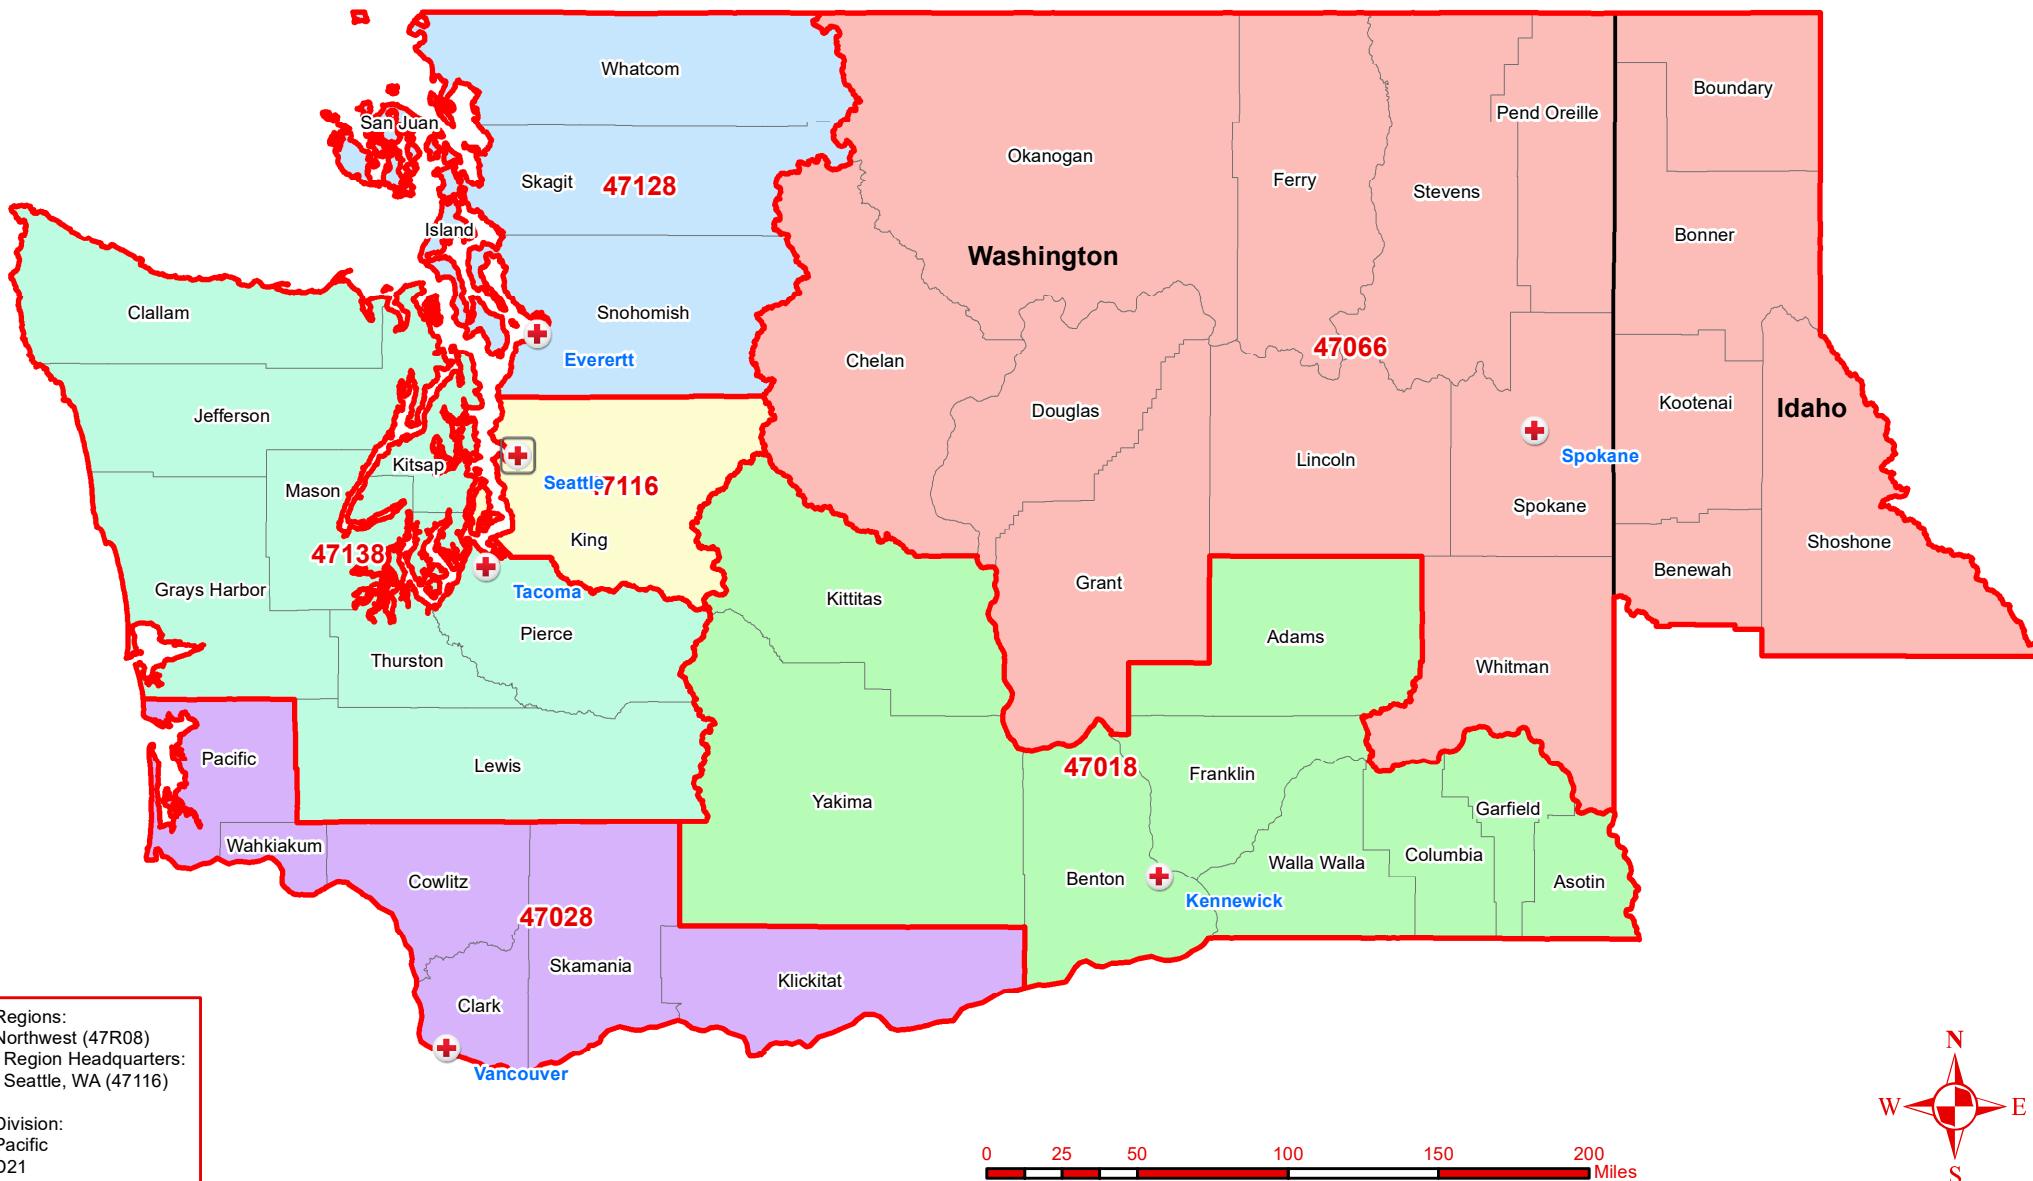 Whatcom
Boundary
Pend Oreille
San Juan
Okanogan
Ferry
Skagit
47128
Stevens
Island
Bonner
Washington
Clallam
Snohomish
47066
Everertt
Chelan
Kootenai
Idaho
Jefferson
Douglas
Kitsap
Lincoln
Spokane
Mason
Seattle
47116
Spokane
King
Shoshone
47138
Benewah
Grays Harbor
Tacoma
Grant
Kittitas
Pierce
Adams
Thurston
Whitman
Pacific
Lewis
47018
Franklin
Yakima
Garfield
Wahkiakum
Cowlitz
Columbia
Walla Walla
Benton
Asotin
Kennewick
47028
Skamania
Klickitat
Clark
Vancouver
Regions:
Northwest (47R08)
Region Headquarters:
Seattle, WA (47116)
Division:
Pacific
D21
N
W
E
S
0 25 50 100 150 200
Miles